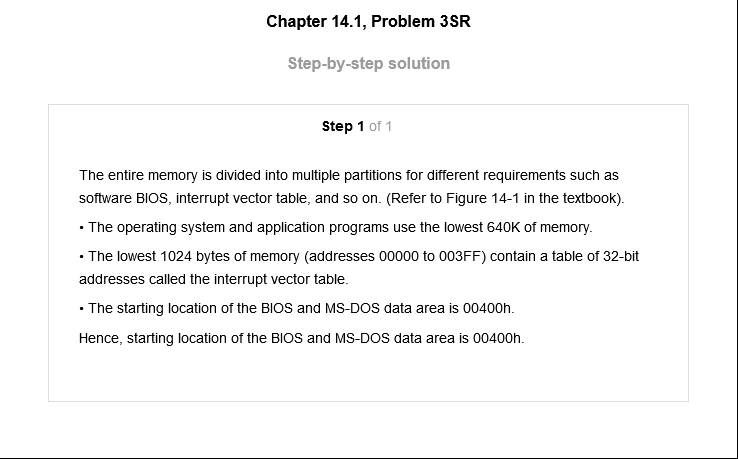 Chapter 14.1, Problem 3SR
Step-by-step solution
Step 1 of 1
The entire memory is divided into multiple partitions for different requirements such as
software BIOS, interrupt vector table, and so on. (Refer to Figure 14-1 in the textbook).
• The operating system and application programs use the lowest 640K of memory.
• The lowest 1024 bytes of memory (addresses 00000 to 003FF) contain a table of 32-bit
addresses called the interrupt vector table.
• The starting location of the BIOS and MS-DOS data area is 00400h.
Hence, starting location of the BIOS and MS-DOS data area is 00400h.